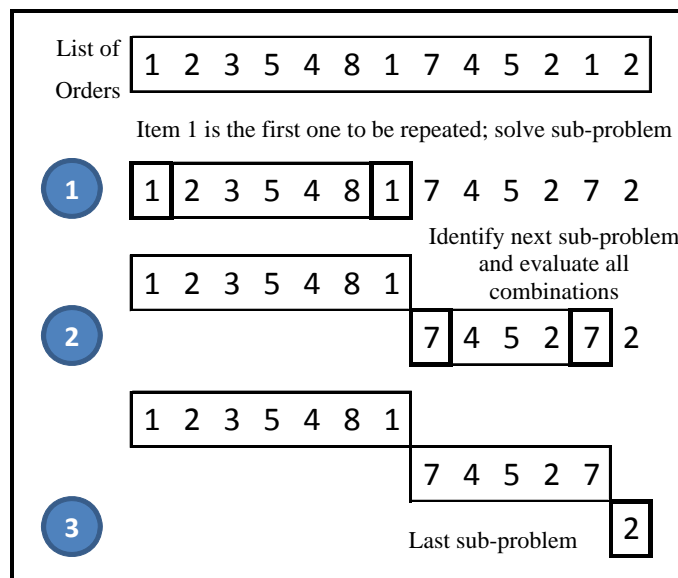 List of
Orders
1 2 3 5 4 8 1 7 4 5 2 1 2
Item 1 is the first one to be repeated; solve sub-problem
1
1 2 3 5 4 8 1 7 4 5 2 7 2
Identify next sub-problem
and evaluate all
combinations
1 2 3 5 4 8 1
2
7 4 5 2 7 2
1 2 3 5 4 8 1
7 4 5 2 7
3
Last sub-problem
2